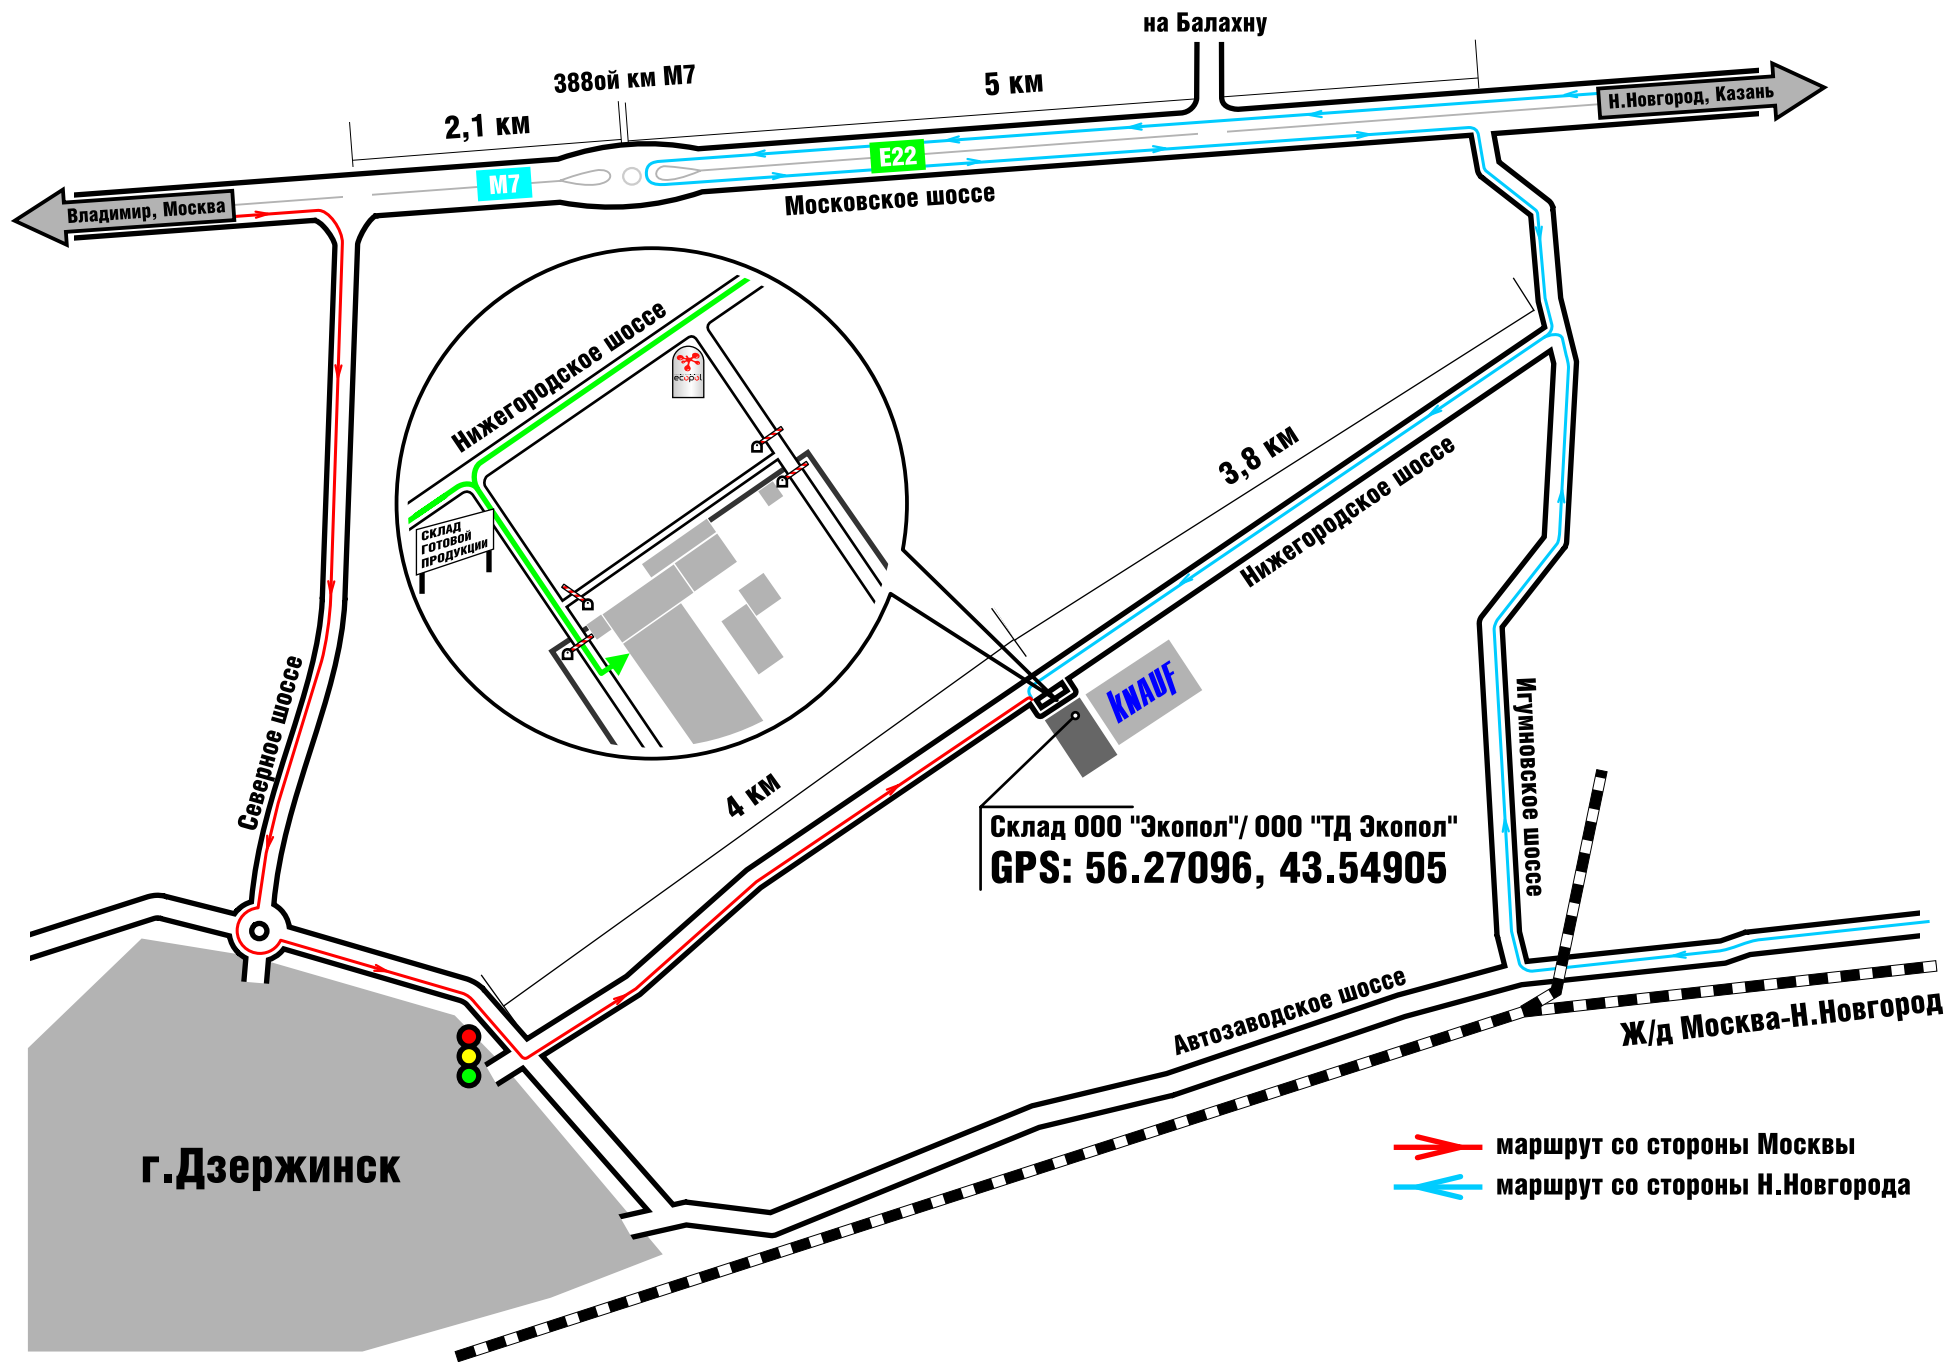 на Балахну
388ой км М7
5 км
2,1 км
Н.Новгород, Казань
E22
М7
Московское шоссе
Владимир, Москва
Нижегородское шоссе
ecopol
СКЛАД
ГОТОВОЙ
ПРОДУКЦИИ
3,8 км
Нижегородское шоссе
Северное шоссе
KNAUF
Игумновское шоссе
4 км
Склад ООО "Экопол"/ ООО "ТД Экопол"
GPS: 56.27096, 43.54905
Автозаводское шоссе
Ж/д Москва-Н.Новгород
г.Дзержинск
маршрут со стороны Москвы
маршрут со стороны Н.Новгорода